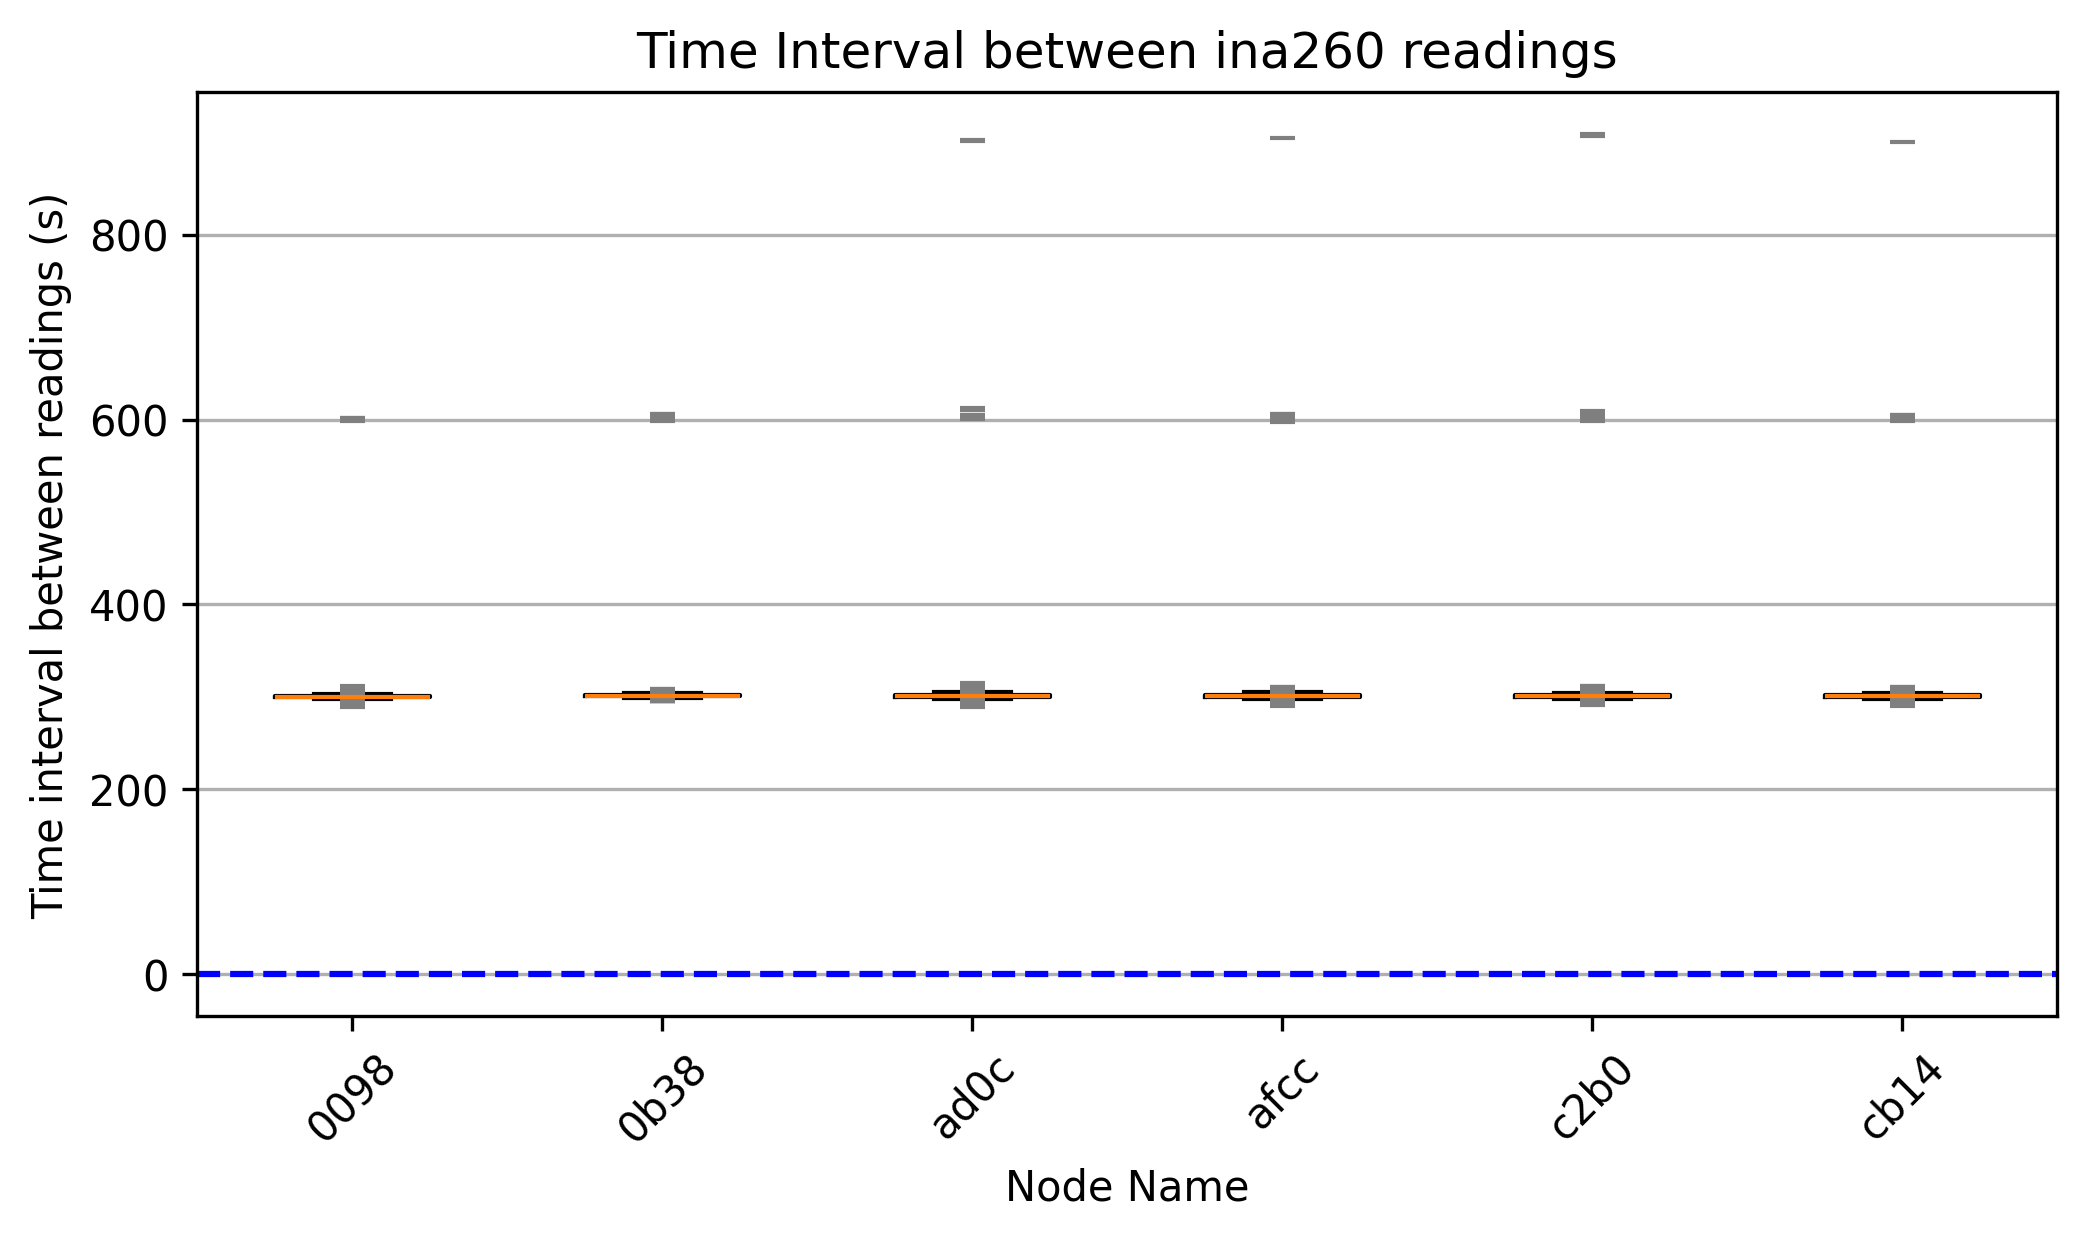 Time Interval between ina260 readings
Time interval between readings (s)
800
600
400
200
0
0098
0b38
ad0c
afcc
c2b0
cb14
Node Name